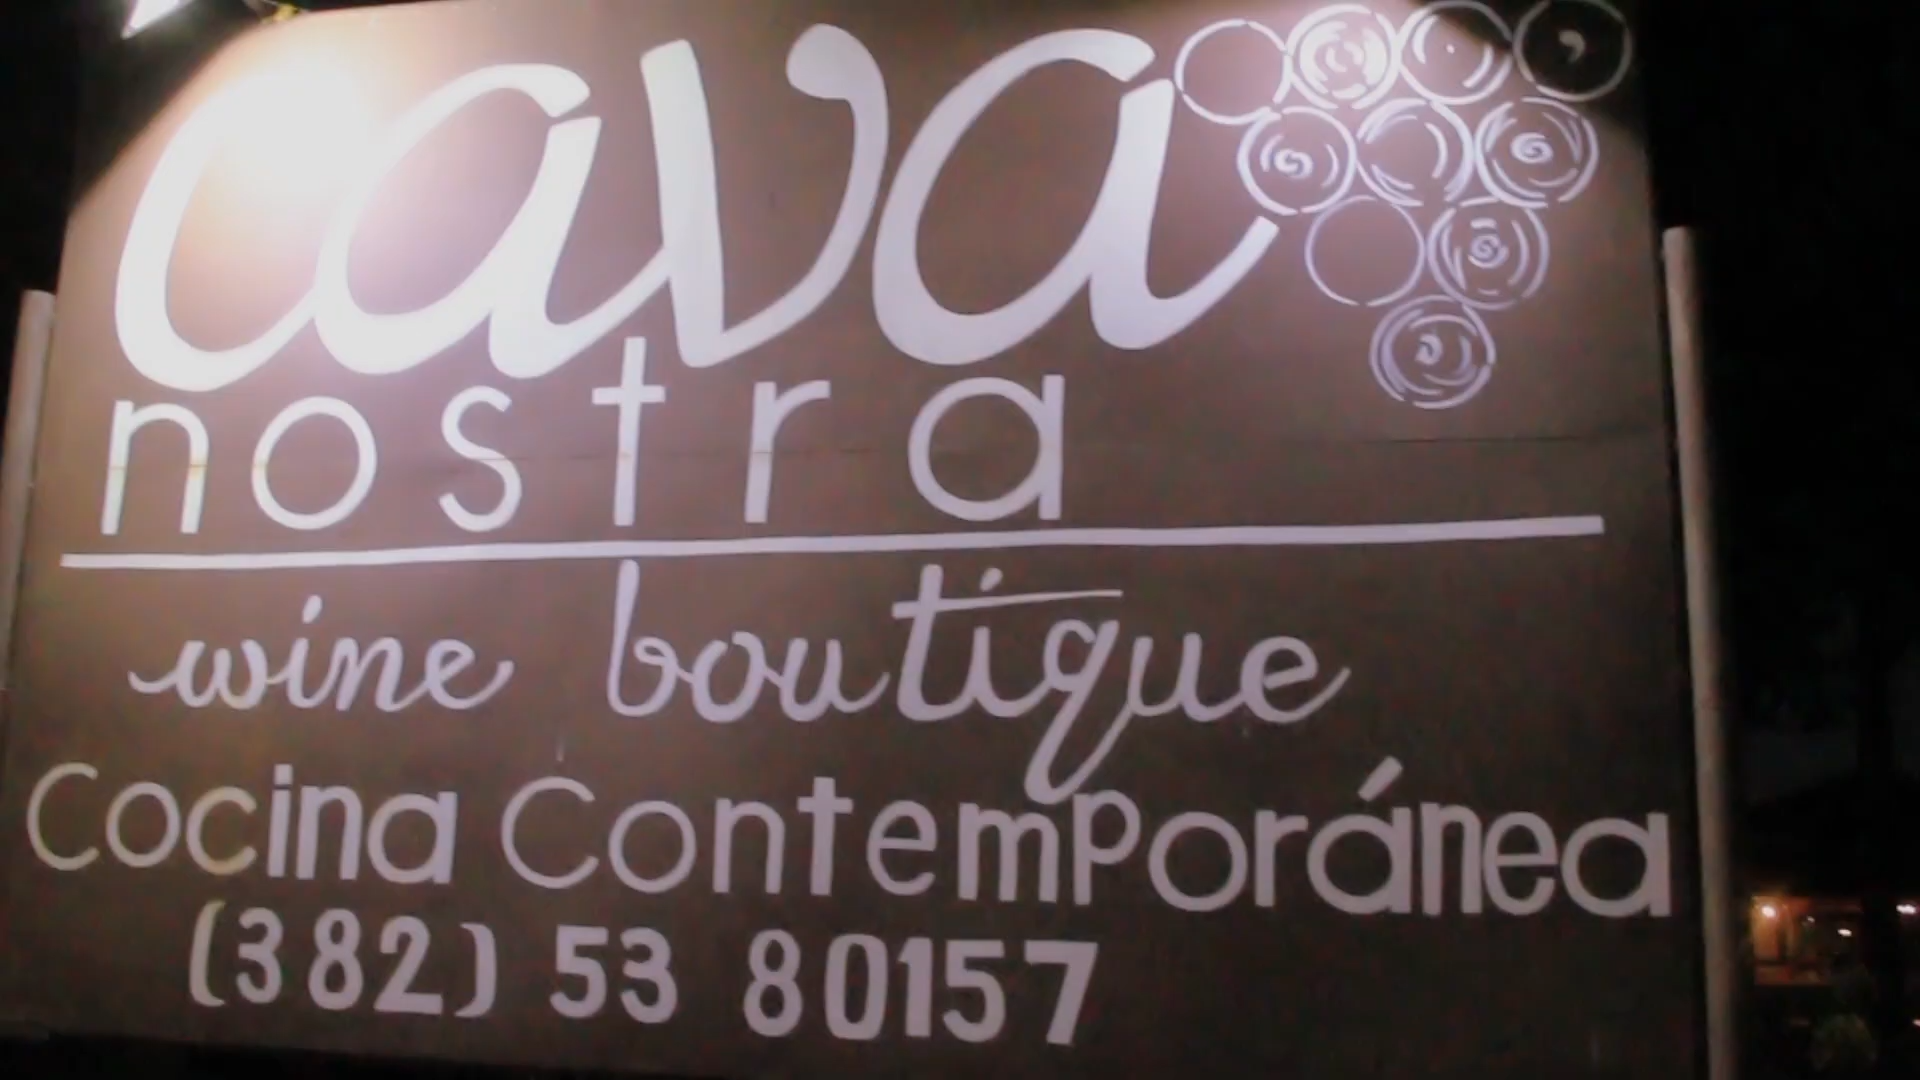 cava
nostra
wine boutique
Cocina Contemporánea
(382) 53 80157